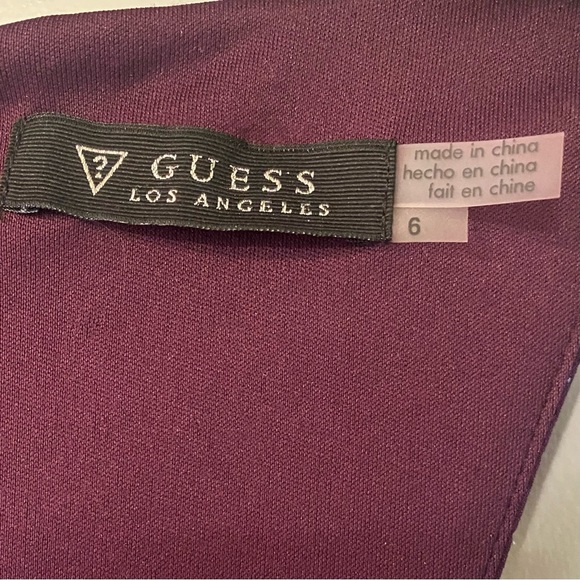 ?
GUESS
LOS ANGELES
made in china
hecho en china
fait en chine
6